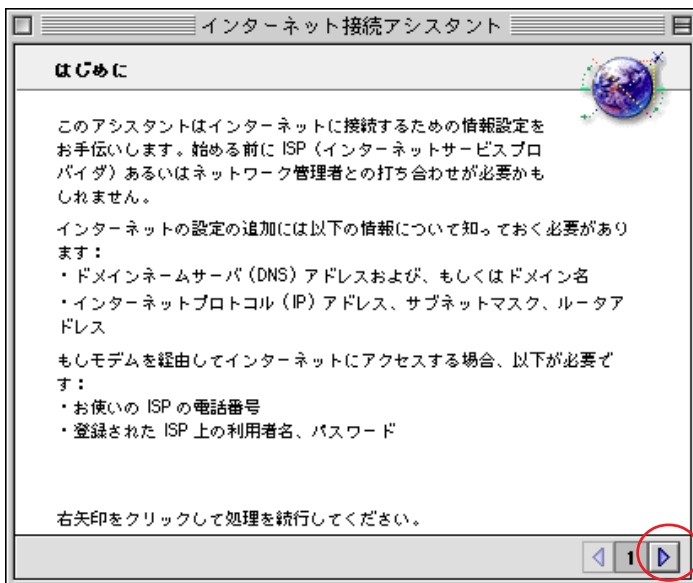 インターネット接続アシスタント
はじめに
このアシスタントはインターネットに接続するための情報設定を
お手伝いします。始める前に ISP（インターネットサービスプロ
バイダ）あるいはネットワーク管理者との打ち合わせが必要かも
しれません。
インターネットの設定の追加には以下の情報について知っておく必要があり
ます：
・ドメインネームサーバ (DNS) アドレスおよび、もしくはドメイン名
・インターネットプロトコル (IP) アドレス、サブネットマスク、ルータア
ドレス
もしモデムを経由してインターネットにアクセスする場合、以下が必要で
す：
・お使いの ISP の電話番号
・登録された ISP 上の利用者名、パスワード
右矢印をクリックして処理を続行してください。
1